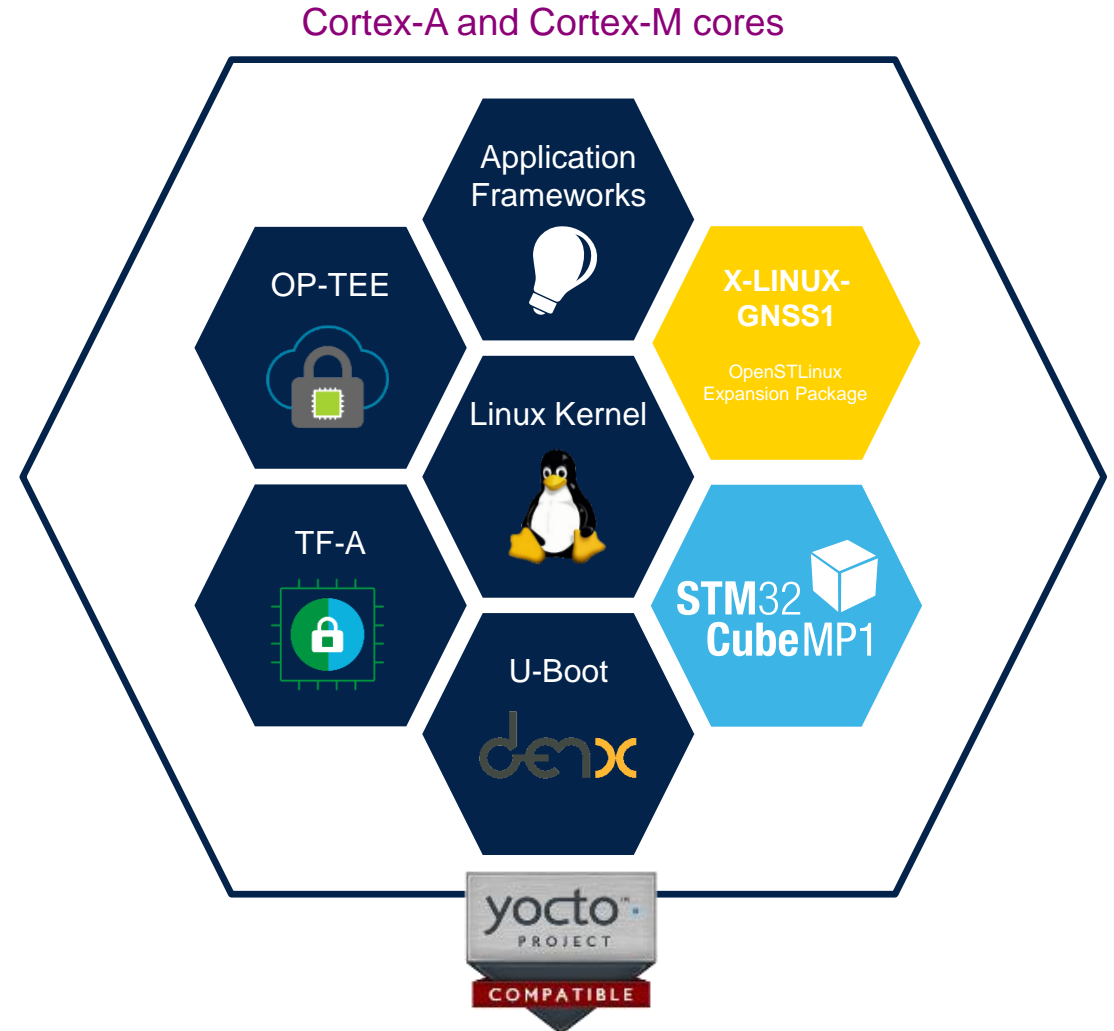 Cortex-A and Cortex-M cores
Application
Frameworks
OP-TEE
X-LINUX-
GNSS1
OpenSTLinux
Expansion Package
Linux Kernel
TF-A
STM32
CubeMP1
U-Boot
denx
yocto™
PROJECT
COMPATIBLE